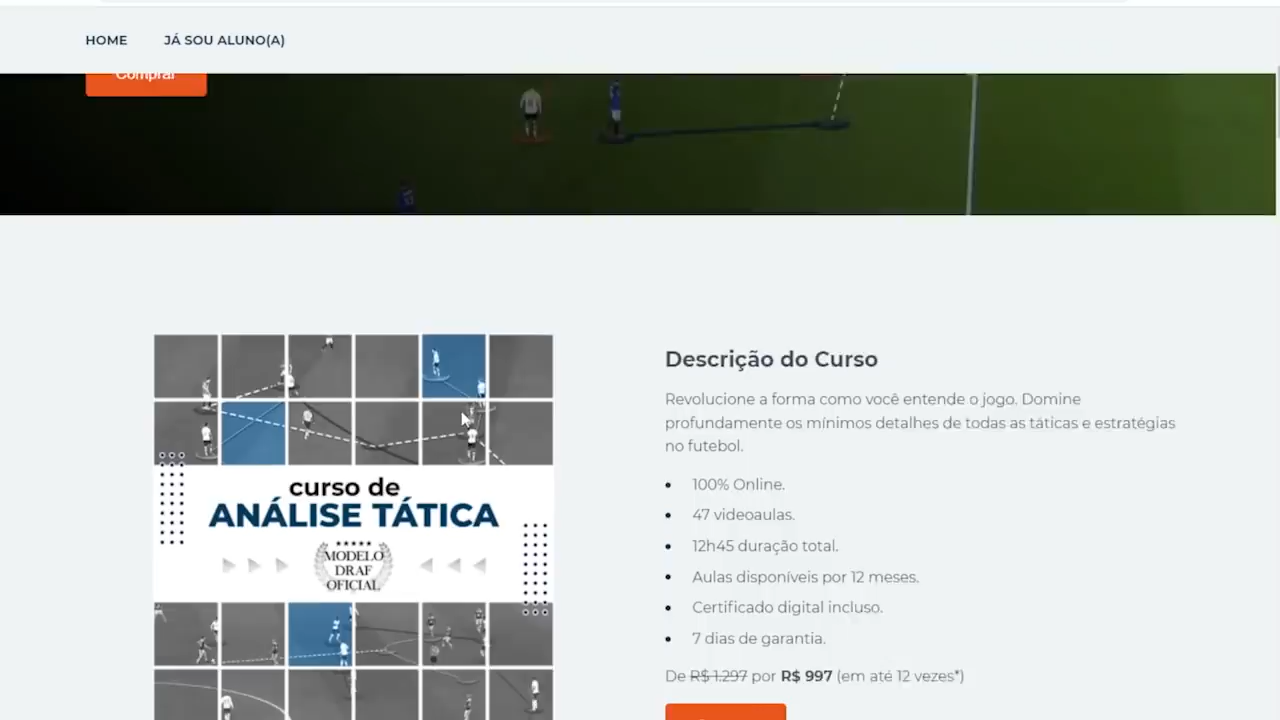 HOME
JÁ SOU ALUNO(A)
Comprar
curso de
ANÁLISE TÁTICA
MODELO
DRAF
OFICIAL
Descrição do Curso
Revolucione a forma como você entende o jogo. Domine
profundamente os mínimos detalhes de todas as táticas e estratégias
no futebol.
100% Online.
47 videoaulas.
12h45 duração total.
Aulas disponíveis por 12 meses.
Certificado digital incluso.
7 dias de garantia.
De R$ 1.297 por R$ 997 (em até 12 vezes*)